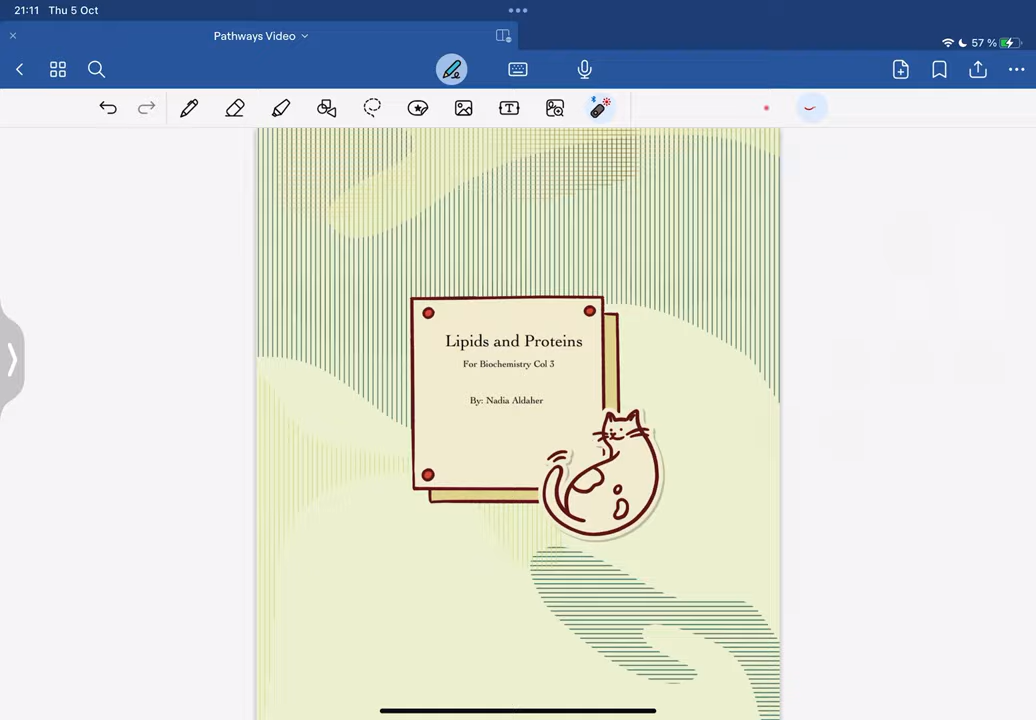 21:11 Thu 5 Oct
Pathways Video
57 %
T
Lipids and Proteins
For Biochemistry Col 3
By: Nadia Aldaher